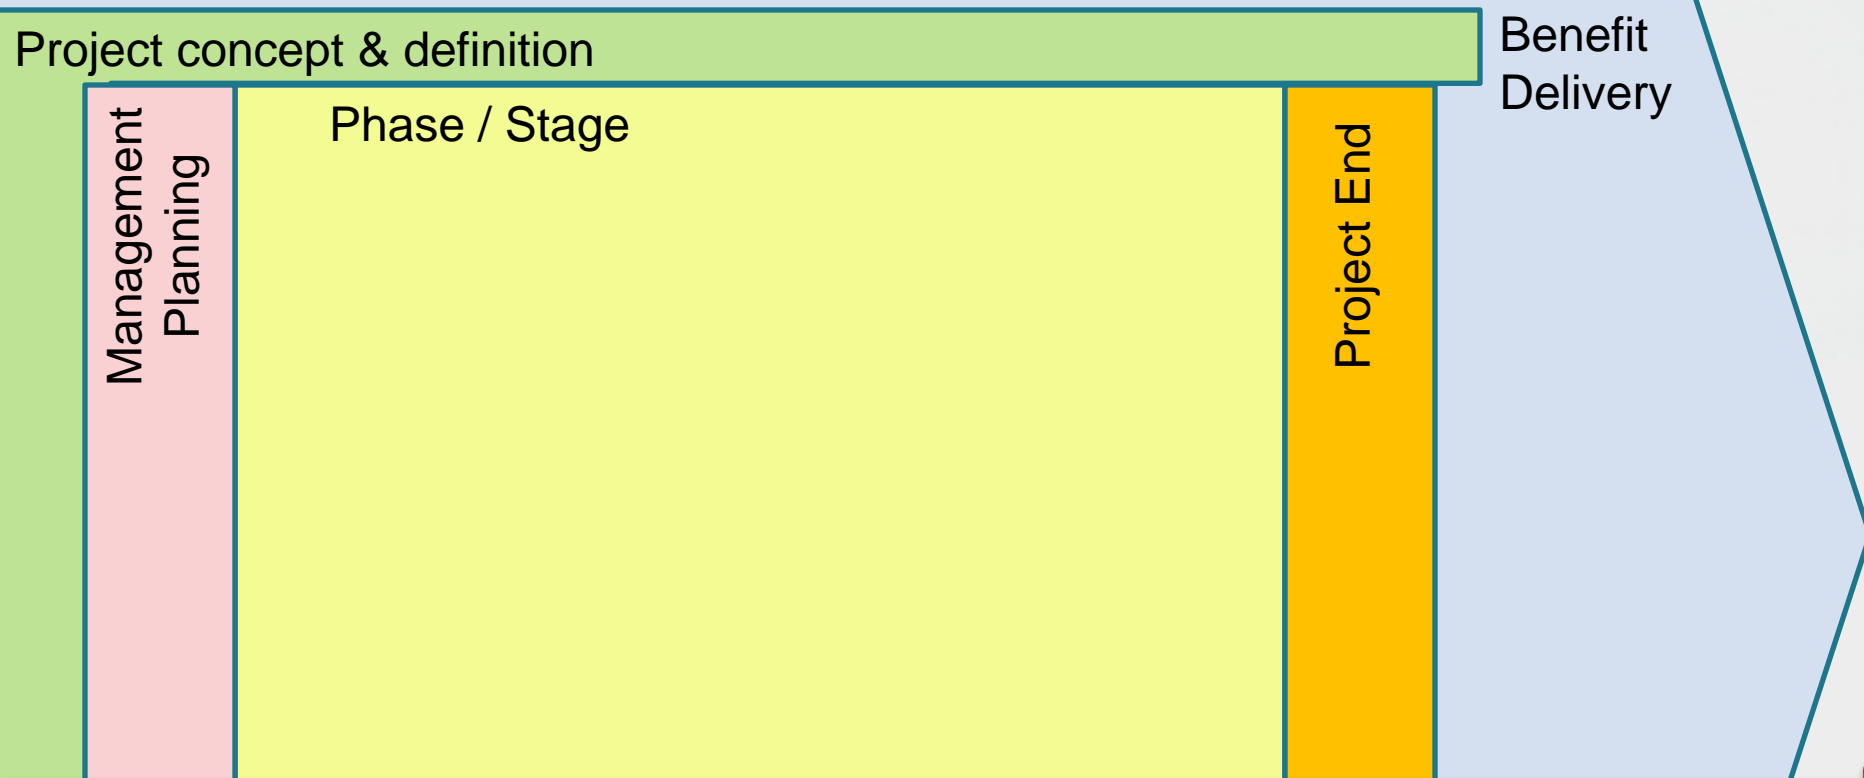 Project concept & definition
Benefit
Delivery
Management
Planning
Phase / Stage
Project End